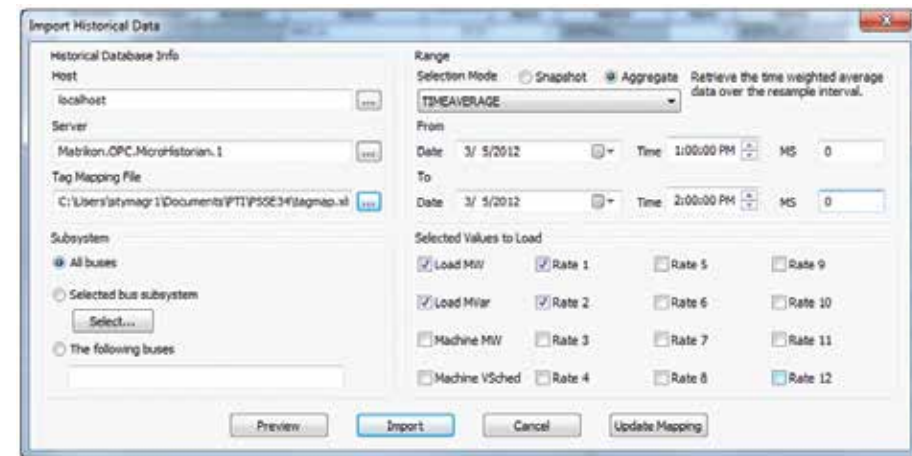 Import Historical Data
Historical Database Info
Host
localhost
...
Server
Matrikon.OPC.MicroHistorian.1
...
Tag Mapping File
C:\Users\atymagr1\Documents\PTI\PSSE34\tagmap.xl
...
Subsystem
All buses
Selected bus subsystem
Select...
The following buses
Range
Selection Mode Snapshot Aggregate Retrieve the time weighted average
data over the resample interval.
TIMEAVERAGE
From
Date 3/ 5/2012 Time 1:00:00 PM MS 0
To
Date 3/ 5/2012 Time 2:00:00 PM MS 0
Selected Values to Load
Load MW Rate 1 Rate 5 Rate 9
Load MVar Rate 2 Rate 6 Rate 10
Machine MW Rate 3 Rate 7 Rate 11
Machine VSched Rate 4 Rate 8 Rate 12
Preview Import Cancel Update Mapping